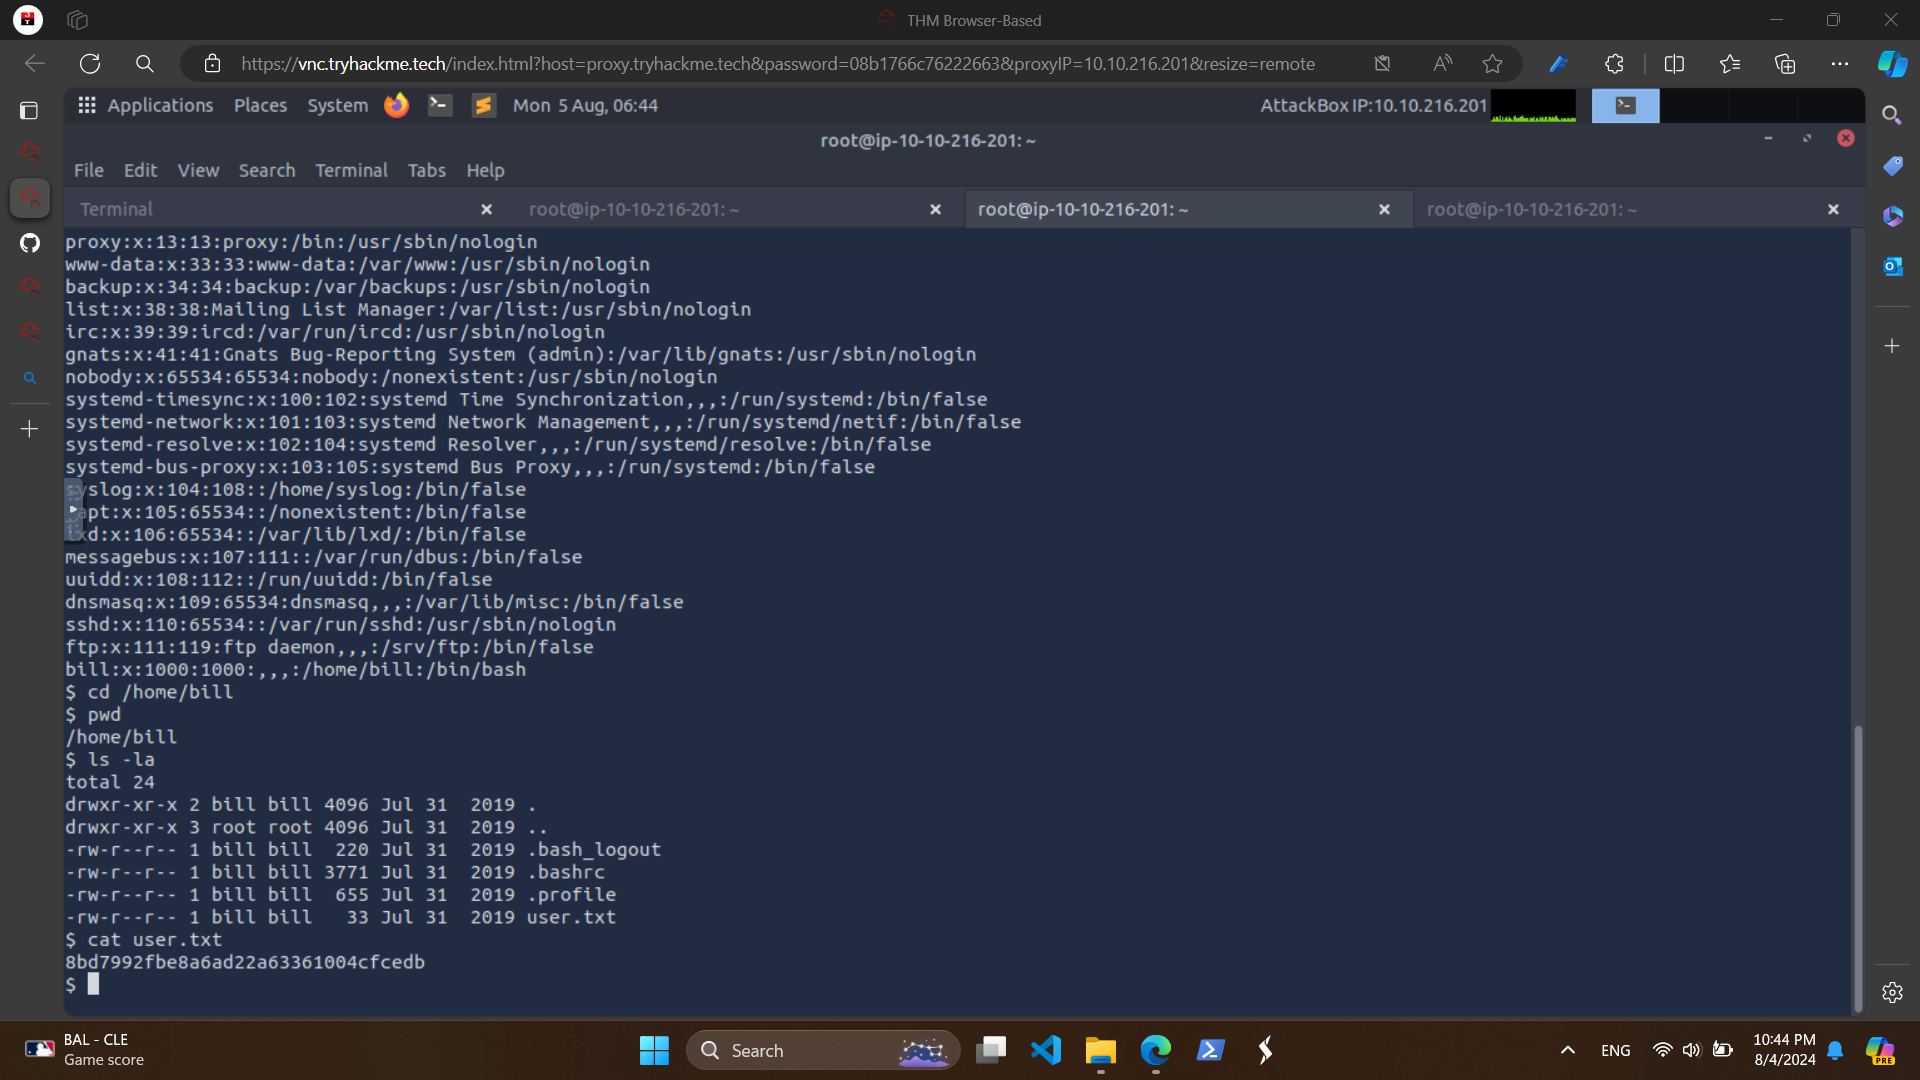 THM Browser-Based
https://vnc.tryhackme.tech/index.html?host=proxy.tryhackme.tech&password=08b1766c76222663&proxyIP=10.10.216.201&resize=remote
Applications Places System Mon 5 Aug, 06:44 AttackBox IP:10.10.216.201
root@ip-10-10-216-201: ~
File Edit View Search Terminal Tabs Help
Terminal root@ip-10-10-216-201: ~ root@ip-10-10-216-201: ~ root@ip-10-10-216-201: ~
proxy:x:13:13:proxy:/bin:/usr/sbin/nologin
www-data:x:33:33:www-data:/var/www:/usr/sbin/nologin
backup:x:34:34:backup:/var/backups:/usr/sbin/nologin
list:x:38:38:Mailing List Manager:/var/list:/usr/sbin/nologin
irc:x:39:39:ircd:/var/run/ircd:/usr/sbin/nologin
gnats:x:41:41:Gnats Bug-Reporting System (admin):/var/lib/gnats:/usr/sbin/nologin
nobody:x:65534:65534:nobody:/nonexistent:/usr/sbin/nologin
systemd-timesync:x:100:102:systemd Time Synchronization,,,:/run/systemd:/bin/false
systemd-network:x:101:103:systemd Network Management,,,:/run/systemd/netif:/bin/false
systemd-resolve:x:102:104:systemd Resolver,,,:/run/systemd/resolve:/bin/false
systemd-bus-proxy:x:103:105:systemd Bus Proxy,,,:/run/systemd:/bin/false
syslog:x:104:108::/home/syslog:/bin/false
apt:x:105:65534::/nonexistent:/bin/false
lxd:x:106:65534::/var/lib/lxd/:/bin/false
messagebus:x:107:111::/var/run/dbus:/bin/false
uuidd:x:108:112::/run/uuidd:/bin/false
dnsmasq:x:109:65534:dnsmasq,,,:/var/lib/misc:/bin/false
sshd:x:110:65534::/var/run/sshd:/usr/sbin/nologin
ftp:x:111:119:ftp daemon,,,:/srv/ftp:/bin/false
bill:x:1000:1000:,,,:/home/bill:/bin/bash
$ cd /home/bill
$ pwd
/home/bill
$ ls -la
total 24
drwxr-xr-x 2 bill bill 4096 Jul 31  2019 .
drwxr-xr-x 3 root root 4096 Jul 31  2019 ..
-rw-r--r-- 1 bill bill  220 Jul 31  2019 .bash_logout
-rw-r--r-- 1 bill bill 3771 Jul 31  2019 .bashrc
-rw-r--r-- 1 bill bill  655 Jul 31  2019 .profile
-rw-r--r-- 1 bill bill   33 Jul 31  2019 user.txt
$ cat user.txt
8bd7992fbe8a6ad22a63361004cfcedb
$
BAL - CLE
Game score
Search
ENG
10:44 PM
8/4/2024
PRE